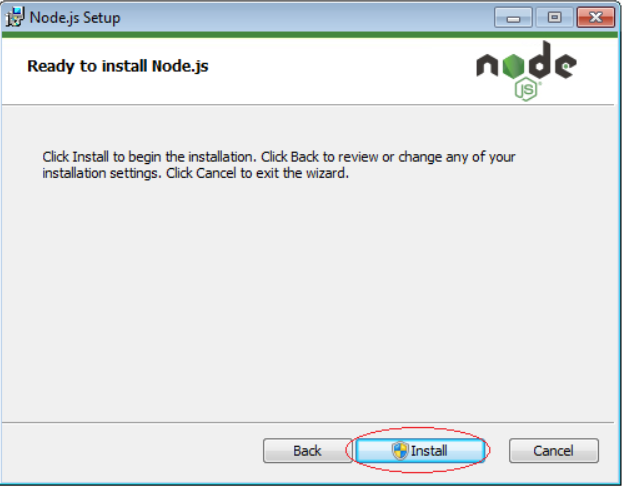 Node.js Setup
Ready to install Node.js
node
JS
Click Install to begin the installation. Click Back to review or change any of your
installation settings. Click Cancel to exit the wizard.
Back
Install
Cancel